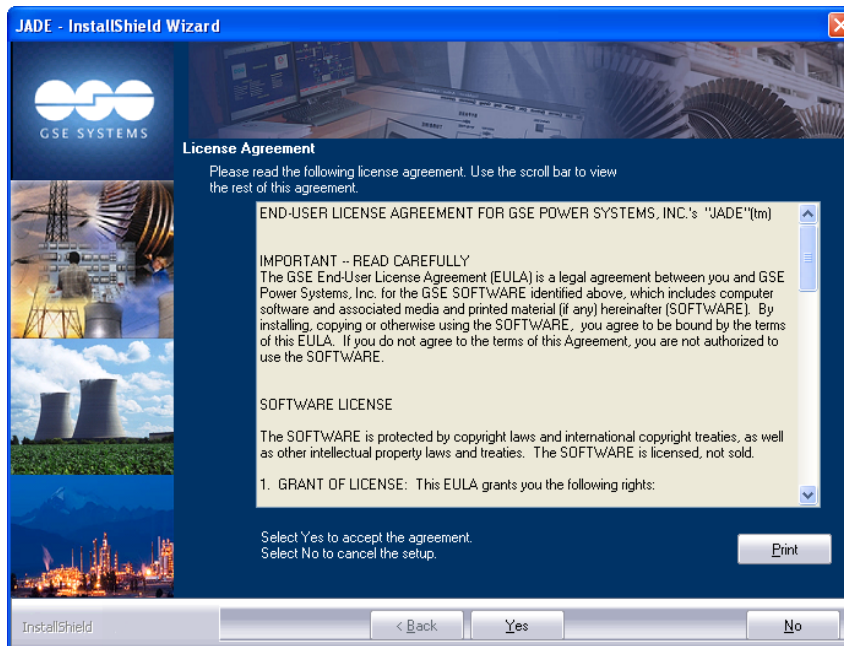 JADE - InstallShield Wizard
GSE SYSTEMS
License Agreement
Please read the following license agreement. Use the scroll bar to view
the rest of this agreement.
END-USER LICENSE AGREEMENT FOR GSE POWER SYSTEMS, INC.'s "JADE"(tm)
IMPORTANT -- READ CAREFULLY
The GSE End-User License Agreement (EULA) is a legal agreement between you and GSE
Power Systems, Inc. for the GSE SOFTWARE identified above, which includes computer
software and associated media and printed material (if any) hereinafter (SOFTWARE). By
installing, copying or otherwise using the SOFTWARE, you agree to be bound by the terms
of this EULA. If you do not agree to the terms of this Agreement, you are not authorized to
use the SOFTWARE.
SOFTWARE LICENSE
The SOFTWARE is protected by copyright laws and international copyright treaties, as well
as other intellectual property laws and treaties. The SOFTWARE is licensed, not sold.
1. GRANT OF LICENSE: This EULA grants you the following rights:
Select Yes to accept the agreement.
Select No to cancel the setup.
Print
InstallShield
< Back
Yes
No